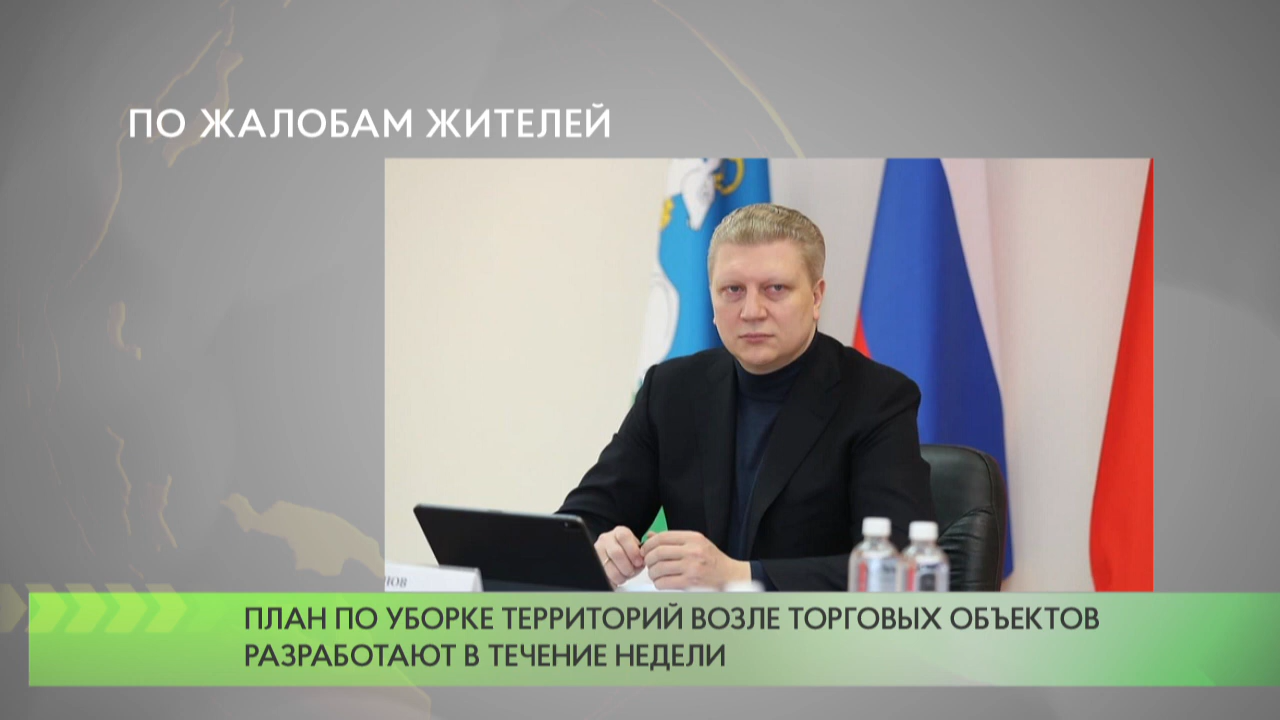 ПО ЖАЛОБАМ ЖИТЕЛЕЙ
ПЛАН ПО УБОРКЕ ТЕРРИТОРИЙ ВОЗЛЕ ТОРГОВЫХ ОБЪЕКТОВ
РАЗРАБОТАЮТ В ТЕЧЕНИЕ НЕДЕЛИ